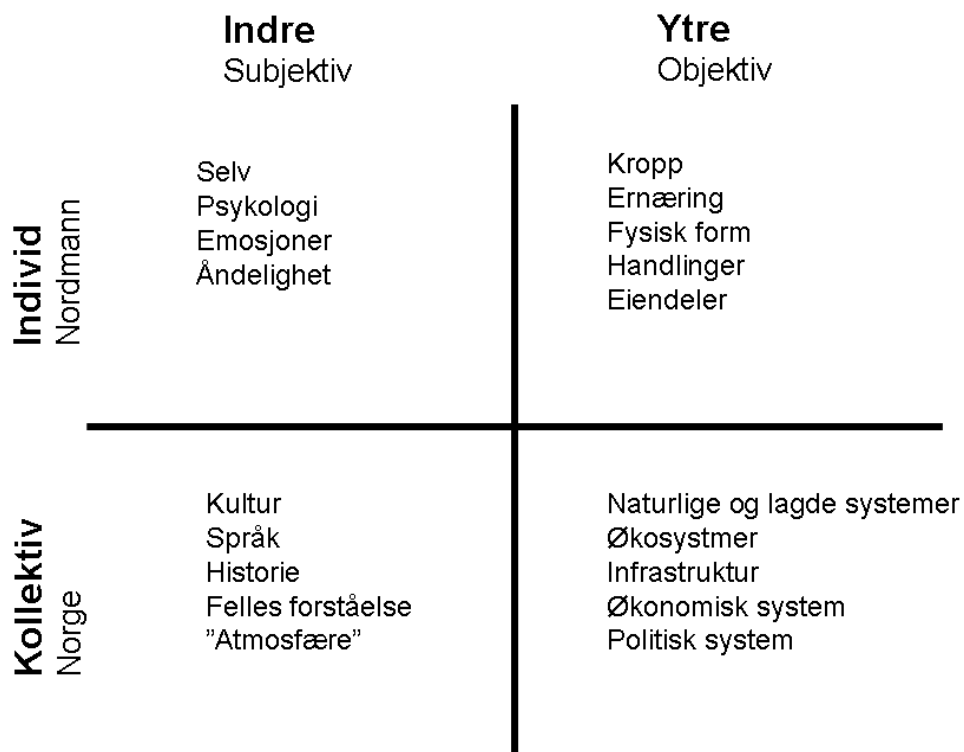 Indre
Subjektiv
Ytre
Objektiv
Individ
Nordmann
Selv
Psykologi
Emosjoner
Åndelighet
Kropp
Ernæring
Fysisk form
Handlinger
Eiendeler
Kollektiv
Norge
Kultur
Språk
Historie
Felles forståelse
”Atmosfære”
Naturlige og lagde systemer
Økosystmer
Infrastruktur
Økonomisk system
Politisk system